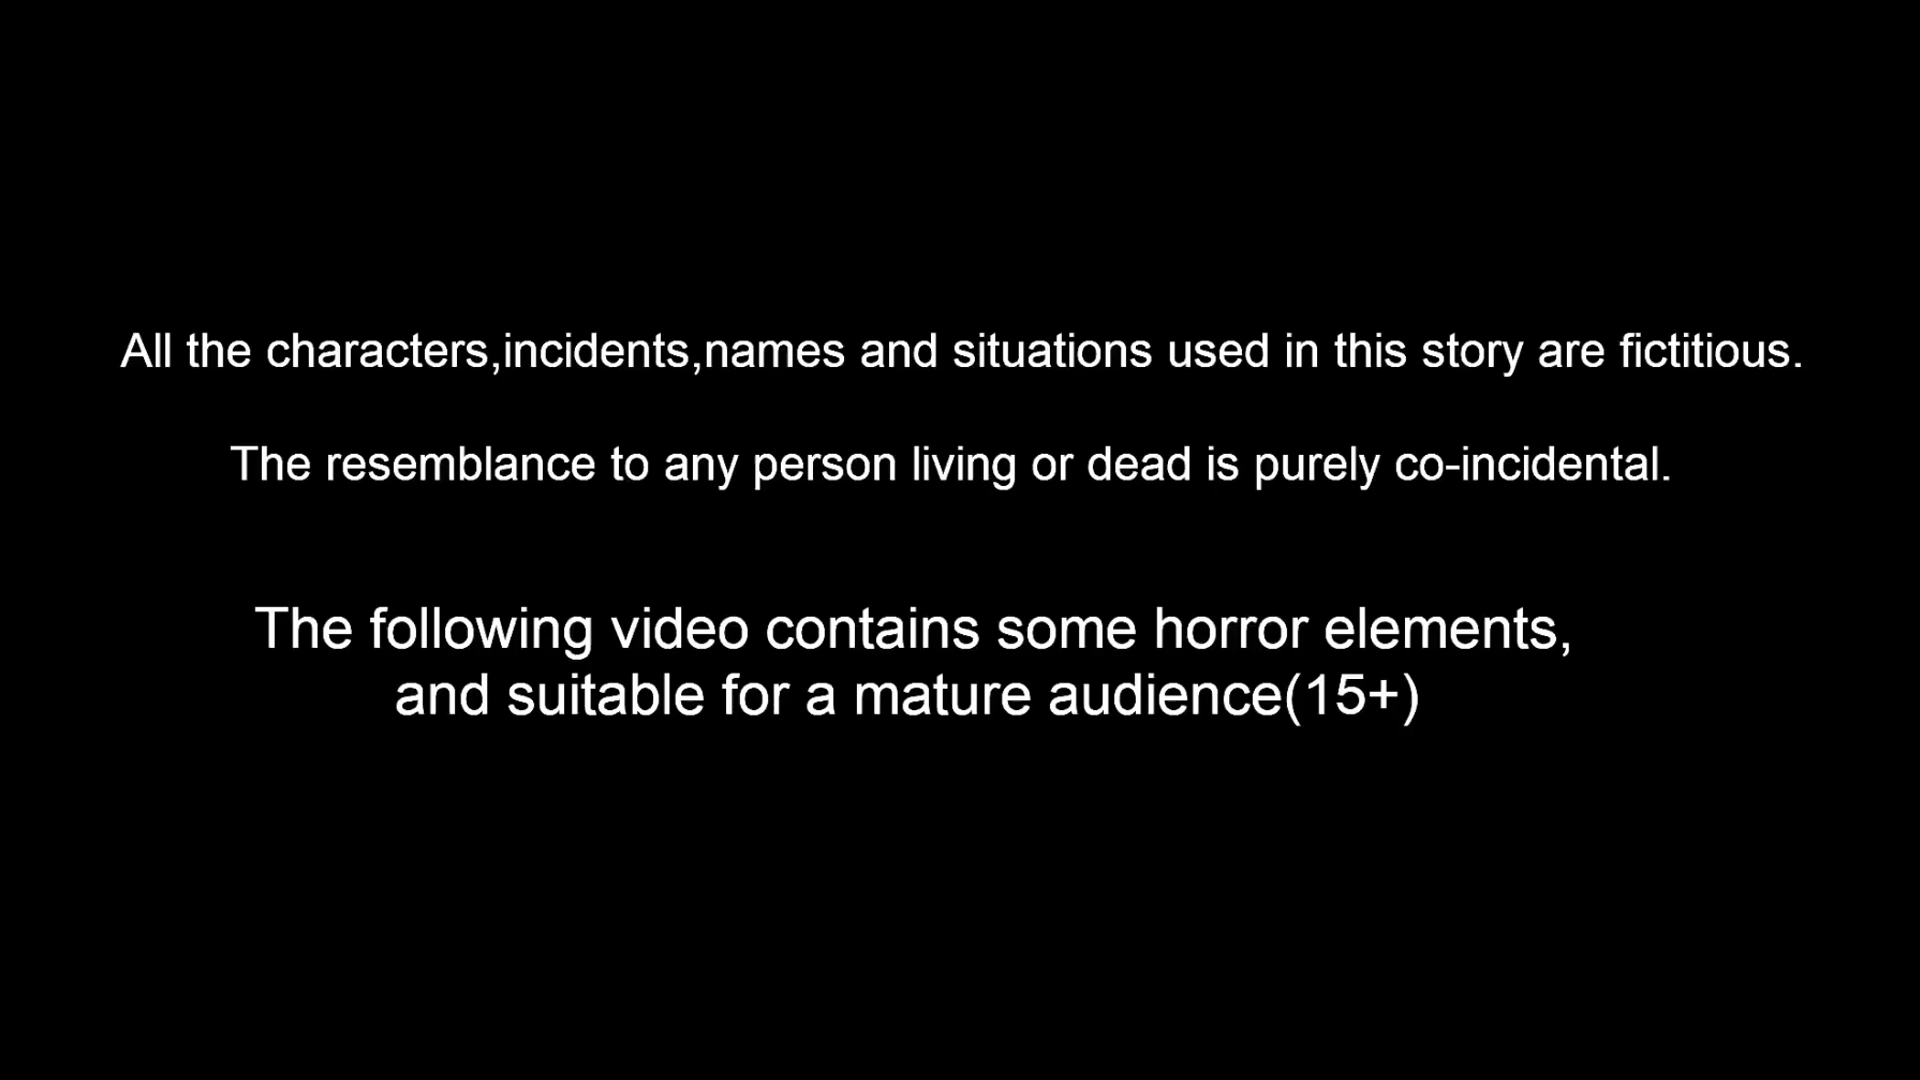 All the characters,incidents,names and situations used in this story are fictitious.
The resemblance to any person living or dead is purely co-incidental.
The following video contains some horror elements,
and suitable for a mature audience(15+)